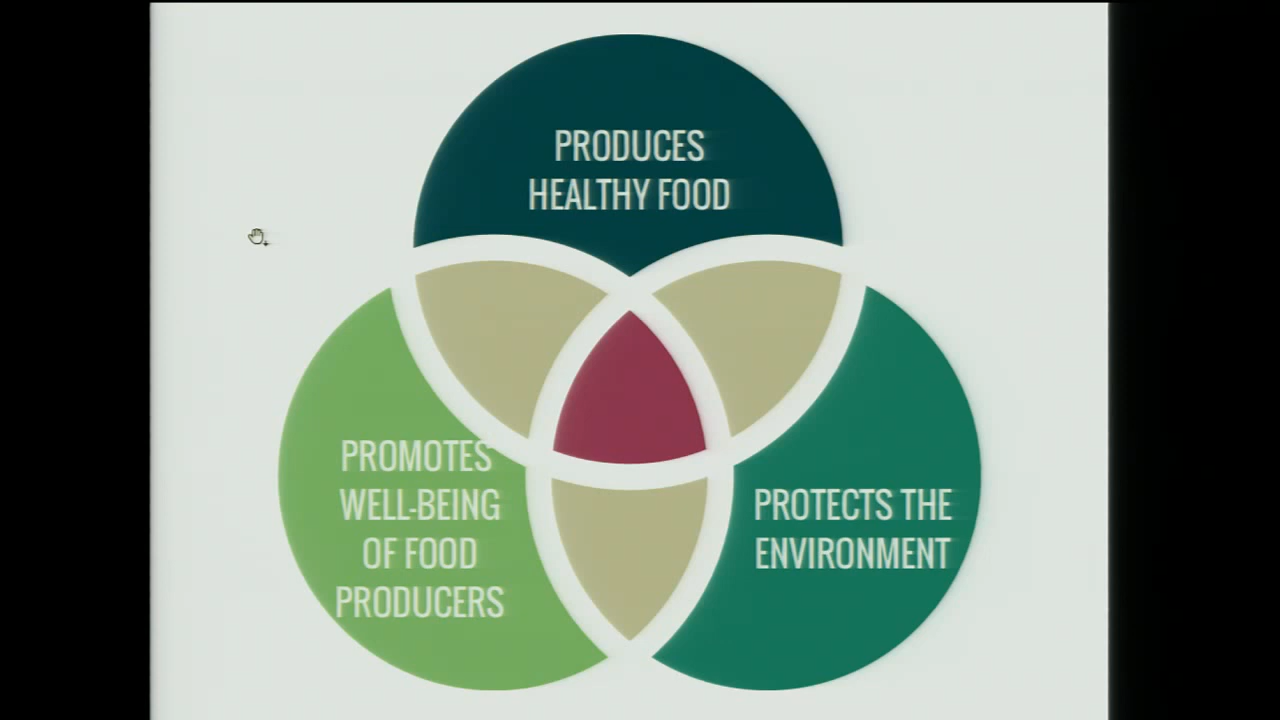 PRODUCES
HEALTHY FOOD
PROMOTES
WELL-BEING
OF FOOD
PRODUCERS
PROTECTS THE
ENVIRONMENT